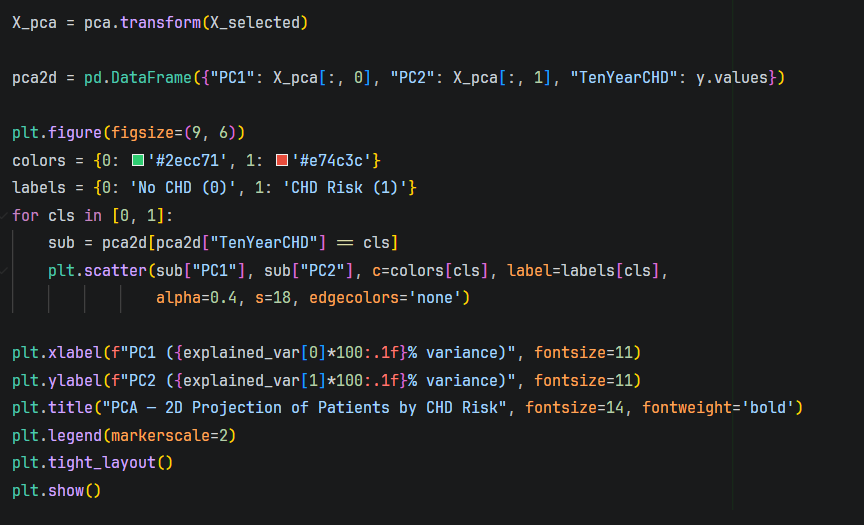 X_pca = pca.transform(X_selected)
pca2d = pd.DataFrame({"PC1": X_pca[:, 0], "PC2": X_pca[:, 1], "TenYearCHD": y.values})
plt.figure(figsize=(9, 6))
colors = {0: '#2ecc71', 1: '#e74c3c'}
labels = {0: 'No CHD (0)', 1: 'CHD Risk (1)'}
for cls in [0, 1]:
    sub = pca2d[pca2d["TenYearCHD"] == cls]
    plt.scatter(sub["PC1"], sub["PC2"], c=colors[cls], label=labels[cls],
                alpha=0.4, s=18, edgecolors='none')
plt.xlabel(f"PC1 ({explained_var[0]*100:.1f}% variance)", fontsize=11)
plt.ylabel(f"PC2 ({explained_var[1]*100:.1f}% variance)", fontsize=11)
plt.title("PCA — 2D Projection of Patients by CHD Risk", fontsize=14, fontweight='bold')
plt.legend(markerscale=2)
plt.tight_layout()
plt.show()